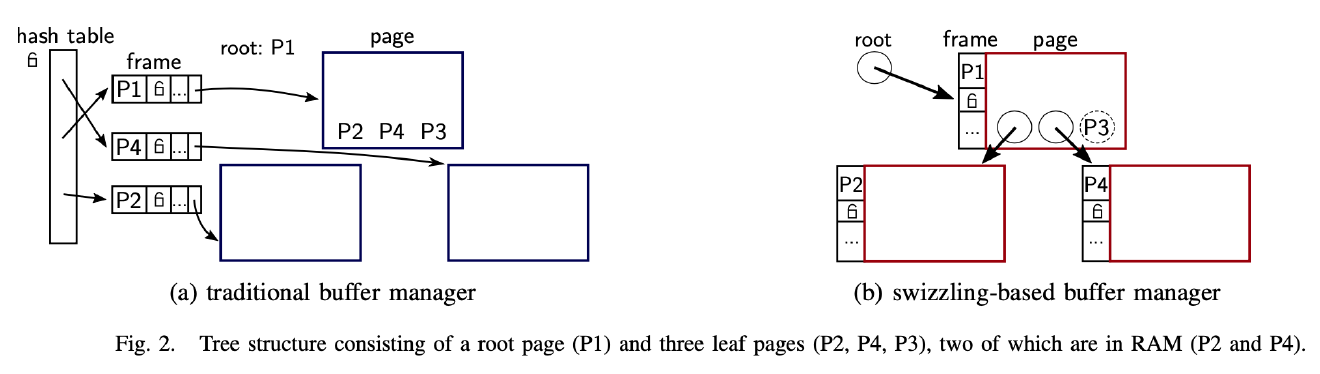 hash table
frame
root: P1
page
P1 ...
P2 P4 P3
P4 ...
P2 ...
(a) traditional buffer manager
root
frame
page
P1
...
P3
P2
...
P4
...
(b) swizzling-based buffer manager
Fig. 2. Tree structure consisting of a root page (P1) and three leaf pages (P2, P4, P3), two of which are in RAM (P2 and P4).